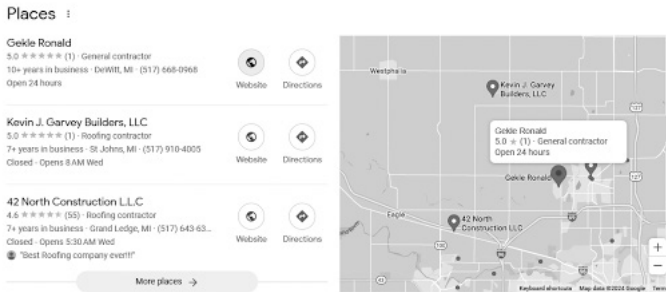 Places
Gekle Ronald
5.0 ★★★★★ (1) · General contractor
10+ years in business · DeWitt, MI · (517) 668-0968
Open 24 hours
Website
Directions
Kevin J. Garvey Builders, LLC
5.0 ★★★★★ (1) · Roofing contractor
7+ years in business · St Johns, MI · (517) 910-4005
Closed · Opens 8 AM Wed
Website
Directions
42 North Construction L.L.C
4.6 ★★★★★ (55) · Roofing contractor
7+ years in business · Grand Ledge, MI · (517) 643-63...
Closed · Opens 5:30 AM Wed
"Best Roofing company ever!!!"
Website
Directions
More places →
Westphalia
Kevin J. Garvey
Builders, LLC
127
Gekle Ronald
5.0 ★ (1) · General contractor
Open 24 hours
Gekle Ronald
127
Eagle
42 North
Construction LLC
+
−
Keyboard shortcuts
Map data ©2024 Google
Term